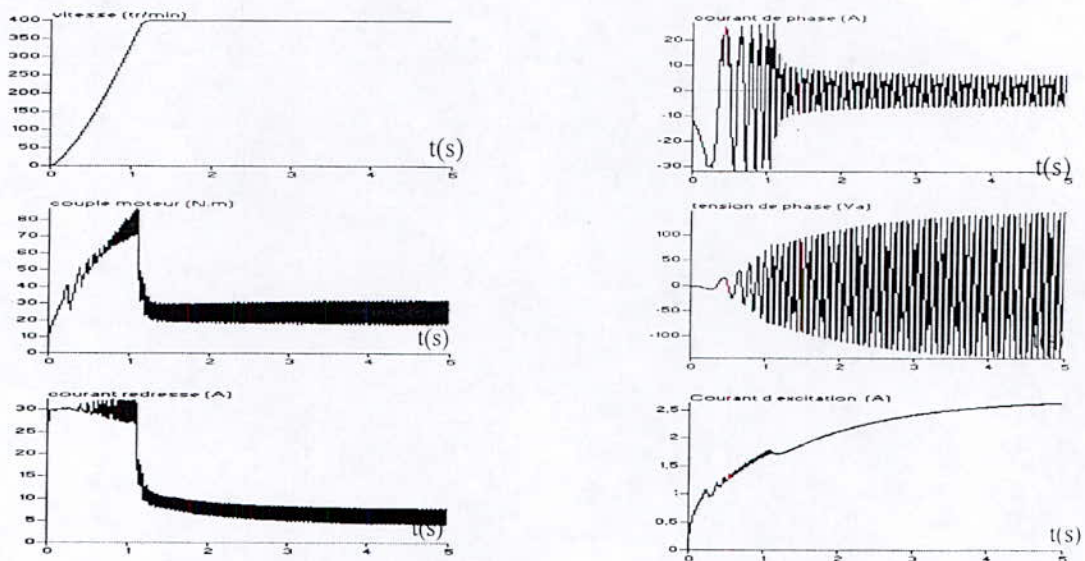 vitesse (tr/min)
400
350
300
250
200
150
100
50
0
0 1 2 3 4 5
t(s)
courant de phase (A)
20
10
0
-10
-20
-30
0 1 2 3 4 5
t(s)
couple moteur (N.m)
80
70
60
50
40
30
20
10
0
0 1 2 3 4 5
t(s)
tension de phase (Va)
100
50
0
-50
-100
0 1 2 3 4 5
t(s)
courant redresse (A)
30
25
20
15
10
5
0
0 1 2 3 4 5
t(s)
Courant d excitation (A)
2.5
2
1.5
1
0.5
0
0 1 2 3 4 5
t(s)